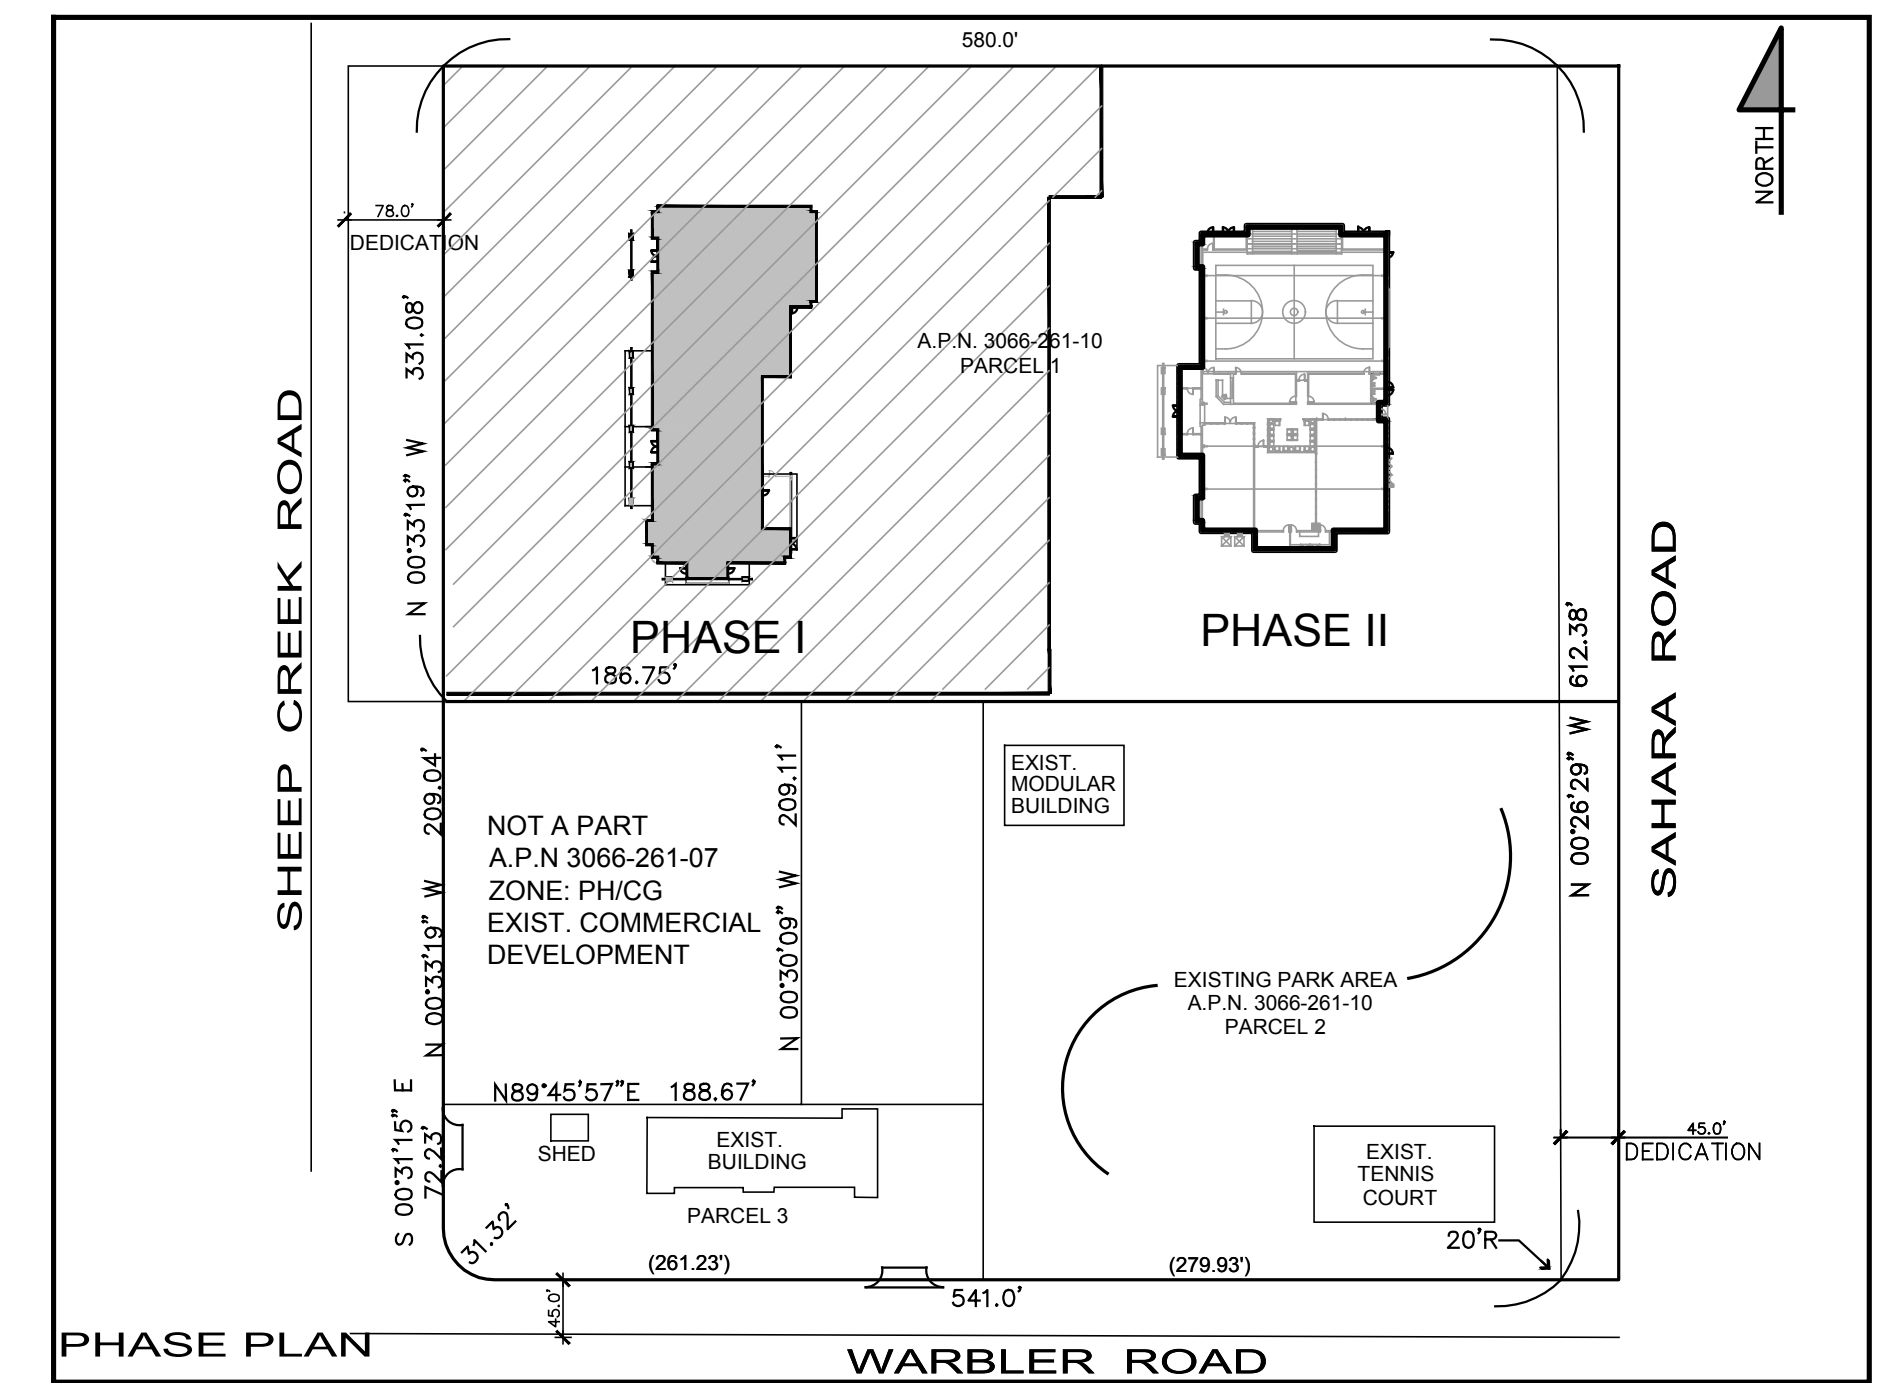 580.0'
NORTH
78.0'
DEDICATION
331.08'
N 00°33'19" W
SHEEP CREEK ROAD
A.P.N. 3066-261-10
PARCEL 1
PHASE I
186.75'
PHASE II
612.38'
N 00°26'29" W
SAHARA ROAD
209.04'
N 00°33'19" W
209.11'
N 00°30'09" W
NOT A PART
A.P.N 3066-261-07
ZONE: PH/CG
EXIST. COMMERCIAL
DEVELOPMENT
EXIST.
MODULAR
BUILDING
EXISTING PARK AREA
A.P.N. 3066-261-10
PARCEL 2
N89°45'57"E 188.67'
S 00°31'15" E
72.23'
SHED
EXIST.
BUILDING
PARCEL 3
EXIST.
TENNIS
COURT
45.0'
DEDICATION
31.32'
(261.23')
(279.93')
20'R
541.0'
45.0'
PHASE PLAN
WARBLER ROAD